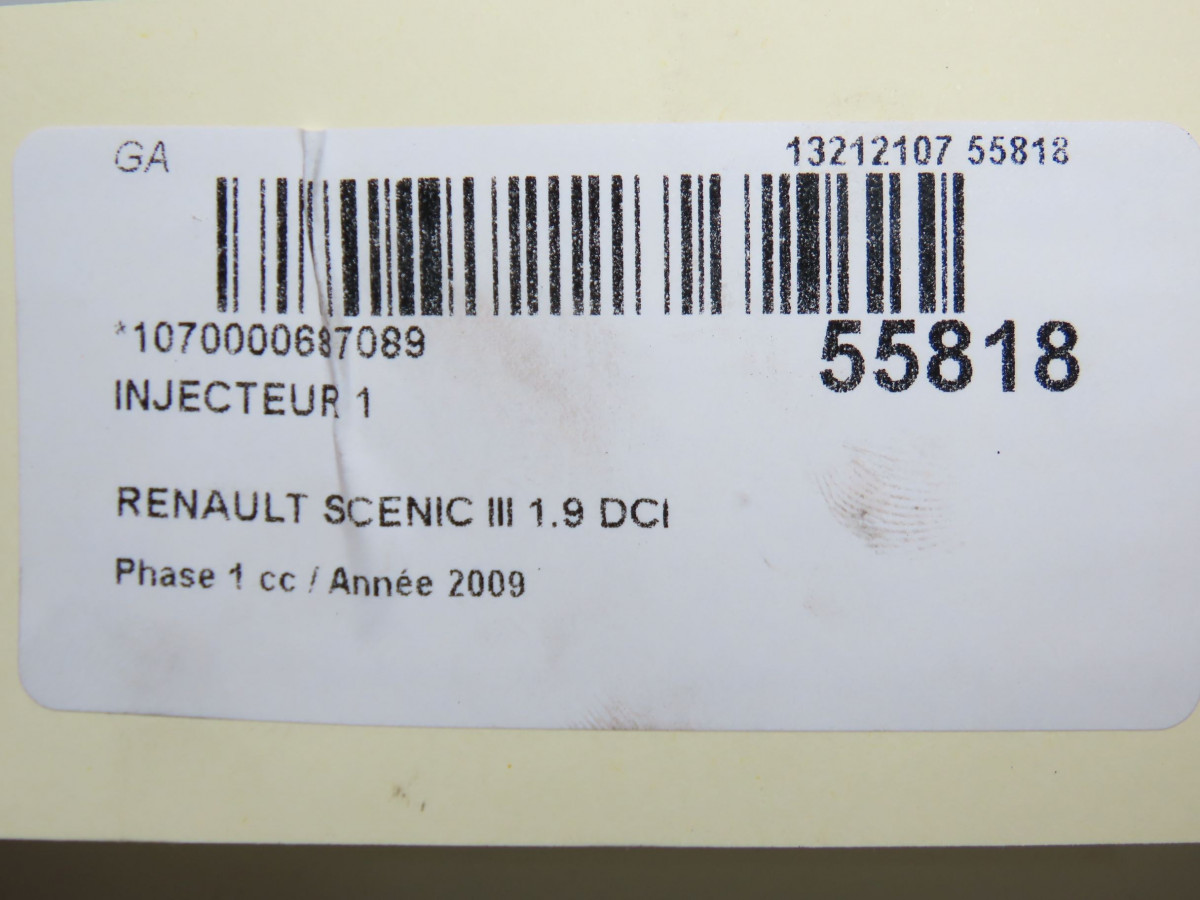 GA
13212107 55818
*1070000687089
55818
INJECTEUR 1
RENAULT SCENIC III 1.9 DCI
Phase 1 cc / Année 2009